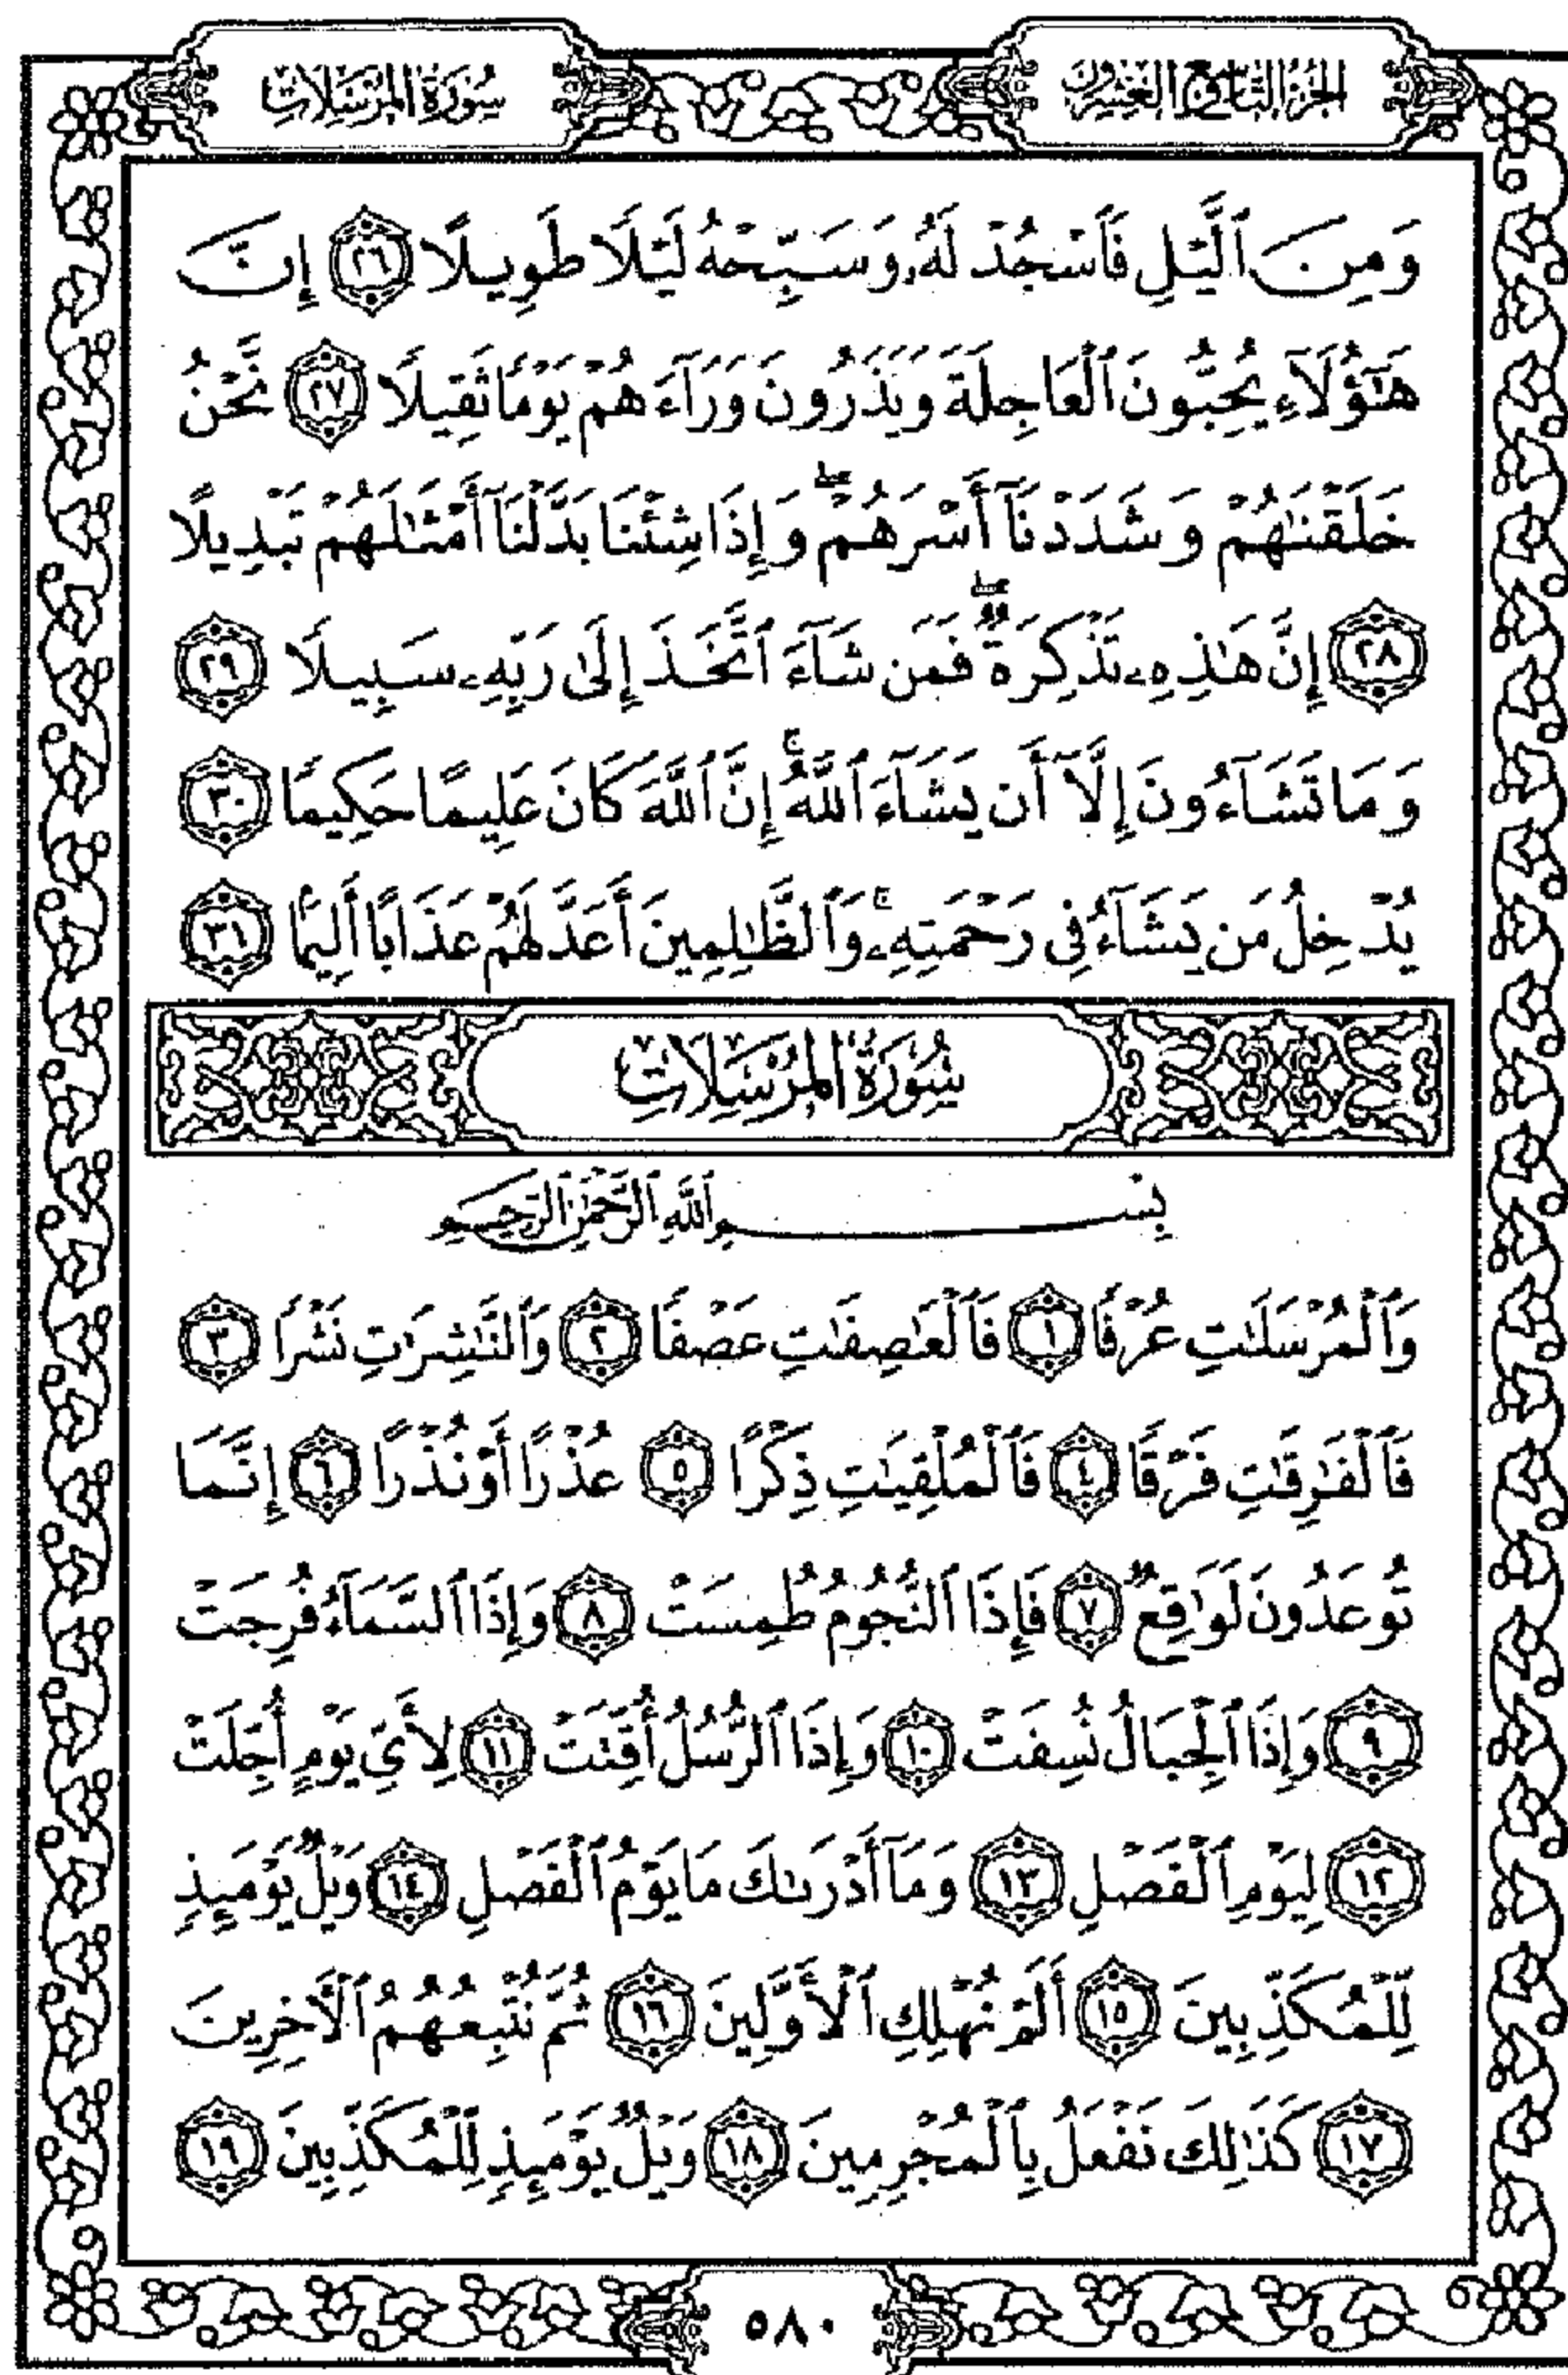 الجزء التاسع والعشرون
سُورَةُ المُرْسَلَاتِ
وَمِنَ ٱلَّيْلِ فَٱسْجُدْ لَهُۥ وَسَبِّحْهُ لَيْلًا طَوِيلًا ٢٦ إِنَّ
هَٰٓؤُلَآءِ يُحِبُّونَ ٱلْعَاجِلَةَ وَيَذَرُونَ وَرَآءَهُمْ يَوْمًا ثَقِيلًا ٢٧ نَّحْنُ
خَلَقْنَٰهُمْ وَشَدَدْنَآ أَسْرَهُمْ ۖ وَإِذَا شِئْنَا بَدَّلْنَآ أَمْثَٰلَهُمْ تَبْدِيلًا
٢٨ إِنَّ هَٰذِهِۦ تَذْكِرَةٌ ۖ فَمَن شَآءَ ٱتَّخَذَ إِلَىٰ رَبِّهِۦ سَبِيلًا ٢٩
وَمَا تَشَآءُونَ إِلَّآ أَن يَشَآءَ ٱللَّهُ ۚ إِنَّ ٱللَّهَ كَانَ عَلِيمًا حَكِيمًا ٣٠
يُدْخِلُ مَن يَشَآءُ فِى رَحْمَتِهِۦ ۚ وَٱلظَّٰلِمِينَ أَعَدَّ لَهُمْ عَذَابًا أَلِيمًۢا ٣١
سُورَةُ المُرْسَلَاتِ
بِسْمِ ٱللَّهِ ٱلرَّحْمَٰنِ ٱلرَّحِيمِ
وَٱلْمُرْسَلَٰتِ عُرْفًا ١ فَٱلْعَٰصِفَٰتِ عَصْفًا ٢ وَٱلنَّٰشِرَٰتِ نَشْرًا ٣
فَٱلْفَٰرِقَٰتِ فَرْقًا ٤ فَٱلْمُلْقِيَٰتِ ذِكْرًا ٥ عُذْرًا أَوْ نُذْرًا ٦ إِنَّمَا
تُوعَدُونَ لَوَٰقِعٌ ٧ فَإِذَا ٱلنُّجُومُ طُمِسَتْ ٨ وَإِذَا ٱلسَّمَآءُ فُرِجَتْ
٩ وَإِذَا ٱلْجِبَالُ نُسِفَتْ ١٠ وَإِذَا ٱلرُّسُلُ أُقِّتَتْ ١١ لِأَىِّ يَوْمٍ أُجِّلَتْ
١٢ لِيَوْمِ ٱلْفَصْلِ ١٣ وَمَآ أَدْرَىٰكَ مَا يَوْمُ ٱلْفَصْلِ ١٤ وَيْلٌ يَوْمَئِذٍ
لِّلْمُكَذِّبِينَ ١٥ أَلَمْ نُهْلِكِ ٱلْأَوَّلِينَ ١٦ ثُمَّ نُتْبِعُهُمُ ٱلْآخِرِينَ
١٧ كَذَٰلِكَ نَفْعَلُ بِٱلْمُجْرِمِينَ ١٨ وَيْلٌ يَوْمَئِذٍ لِّلْمُكَذِّبِينَ ١٩
٥٨٠